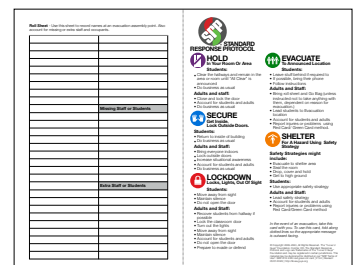 Roll Sheet - Use this sheet to record names at an evacuation assembly point. Also
account for missing or extra staff and occupants.
Missing Staff or Students
Extra Staff or Students
SRP
STANDARD
RESPONSE PROTOCOL
HOLD
In Your Room Or Area
Students:
• Clear the hallways and remain in the
area or room until "All Clear" is
announced
• Do business as usual
Adults and staff:
• Close and lock the door
• Account for students and adults
• Do business as usual
SECURE
Get Inside.
Lock Outside Doors.
Students:
• Return to inside of building
• Do business as usual
Adults and Staff:
• Bring everyone indoors
• Lock outside doors
• Increase situational awareness
• Account for students and adults
• Do business as usual
LOCKDOWN
Locks, Lights, Out Of Sight
Students:
• Move away from sight
• Maintain silence
• Do not open the door
Adults and Staff:
• Recover students from hallway if
possible
• Lock the classroom door
• Turn out the lights
• Move away from sight
• Maintain silence
• Do not open the door
• Prepare to evade or defend
EVACUATE
To Announced Location
Students:
• Leave stuff behind if required to
• If possible, bring their phone
• Follow instructions
Adults and Staff:
• Bring roll sheet and Go Bag (unless
instructed not to take anything with
them, dependent on reason for
evacuation.)
• Lead students to Evacuation
location
• Account for students and adults
• Report injuries or problems using
Red Card/Green Card method.
SHELTER
For A Hazard Using Safety
Strategy
Safety Strategies might
include:
• Evacuate to shelter area
• Seal the room
• Drop, cover and hold
• Get to high ground
Students:
• Use appropriate safety strategy
Adults & Staff:
• Lead safety strategy
• Account for students and adults
• Report injuries or problems using
Red Card/Green Card method.
In the event of an evacuation, take this
card with you. To use this card, fold along
dotted lines so the appropriate message
is outward facing.